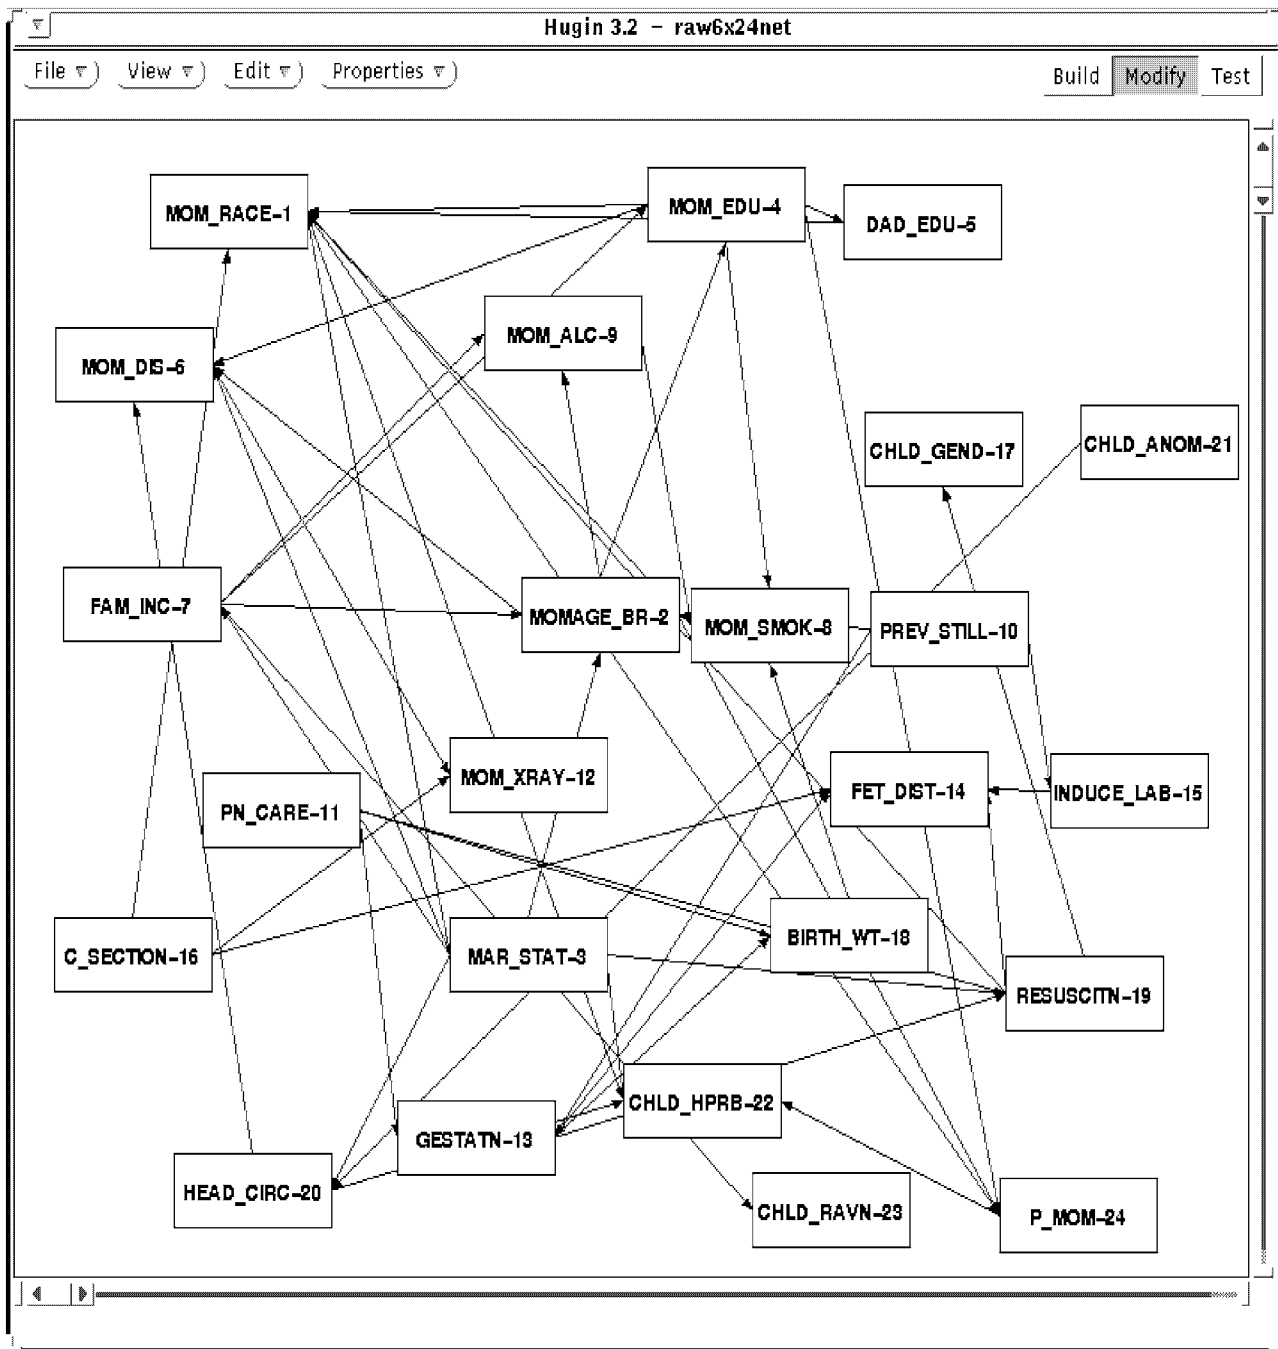 Hugin 3.2 – raw6x24net
File View Edit Properties Build Modify Test
MOM_RACE–1
MOM_EDU–4
DAD_EDU–5
MOM_DIS–6
MOM_ALC–9
CHLD_GEND–17
CHLD_ANOM–21
FAM_INC–7
MOMAGE_BR–2
MOM_SMOK–8
PREV_STILL–10
MOM_XRAY–12
PN_CARE–11
FET_DIST–14
INDUCE_LAB–15
C_SECTION–16
MAR_STAT–3
BIRTH_WT–18
RESUSCITN–19
CHLD_HPRB–22
GESTATN–13
HEAD_CIRC–20
CHLD_RAVN–23
P_MOM–24